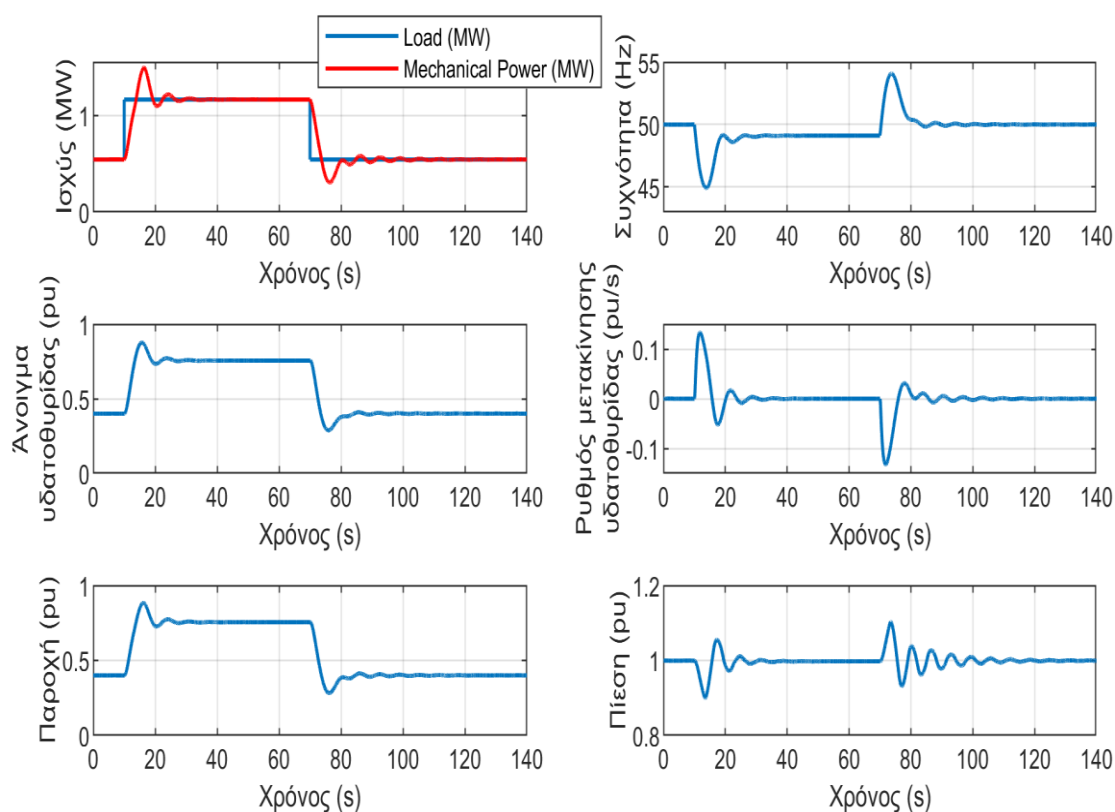 Load (MW)
Mechanical Power (MW)
Ισχύς (MW)
1
0
0 20 40 60 80 100 120 140
Χρόνος (s)
Συχνότητα (Hz)
55
50
45
0 20 40 60 80 100 120 140
Χρόνος (s)
Άνοιγμα
υδατοθυρίδας (pu)
1
0.5
0
0 20 40 60 80 100 120 140
Χρόνος (s)
Ρυθμός μετακίνησης
υδατοθυρίδας (pu/s)
0.1
0
-0.1
0 20 40 60 80 100 120 140
Χρόνος (s)
Παροχή (pu)
1
0.5
0
0 20 40 60 80 100 120 140
Χρόνος (s)
Πίεση (pu)
1.2
1
0.8
0 20 40 60 80 100 120 140
Χρόνος (s)